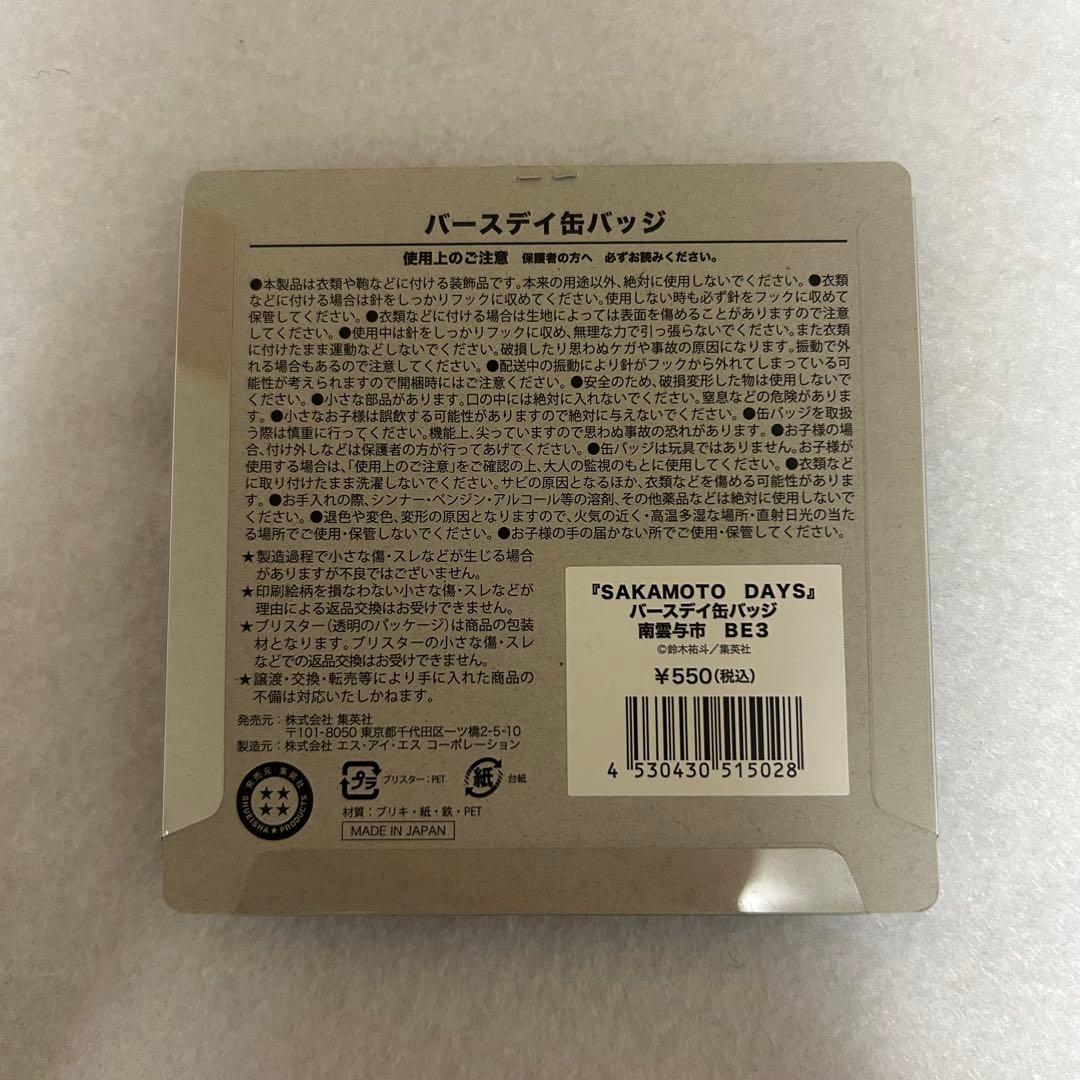 バースデイ缶バッジ
使用上のご注意 保護者の方へ 必ずお読みください。
●本製品は衣類や鞄などに付ける装飾品です。本来の用途以外、絶対に使用しないでください。●衣類
などに付ける場合は針をしっかりフックに収めてください。使用しない時も必ず針をフックに収めて
保管してください。●衣類などに付ける場合は生地によっては表面を傷めることがありますので注意
してください。●使用中は針をしっかりフックに収め、無理な力で引っ張らないでください。また衣類
に付けたまま運動などしないでください。破損したり思わぬケガや事故の原因になります。振動で外
れる場合もあるので注意してください。●配送中の振動により針がフックから外れてしまっている可
能性が考えられますので開梱時にはご注意ください。●安全のため、破損変形した物は使用しないで
ください。●小さな部品があります。口の中には絶対に入れないでください。窒息などの危険がありま
す。●小さなお子様は誤飲する可能性がありますので絶対に与えないでください。●缶バッジを取扱
う際は慎重に行ってください。機能上、尖っていますので思わぬ事故の恐れがあります。●お子様の場
合、付け外しなどは保護者の方が行ってあげてください。●缶バッジは玩具ではありません。お子様が
使用する場合は、「使用上のご注意」をご確認の上、大人の監視のもとに使用してください。●衣類など
に取り付けたまま洗濯しないでください。サビの原因となるほか、衣類などを傷める可能性がありま
す。●お手入れの際、シンナー・ベンジン・アルコール等の溶剤、その他薬品などは絶対に使用しないで
ください。●退色や変色、変形の原因となりますので、火気の近く・高温多湿な場所・直射日光の当た
る場所でご使用・保管しないでください。●お子様の手の届かない所でご使用・保管してください。
★製造過程で小さな傷・スレなどが生じる場合
がありますが不良ではございません。
★印刷絵柄を損なわない小さな傷・スレなどが
理由による返品交換はお受けできません。
★ブリスター(透明のパッケージ)は商品の包装
材となります。ブリスターの小さな傷・スレ
などでの返品交換はお受けできません。
★譲渡・交換・転売等により手に入れた商品の
不備は対応いたしかねます。
発売元:株式会社 集英社
〒101-8050 東京都千代田区一ツ橋2-5-10
製造元:株式会社 エス・アイ・エス コーポレーション
発売元 集英社
SHUEISHA★PRODUCTS
プラ
ブリスター:PET
紙
台紙
材質:ブリキ・紙・鉄・PET
MADE IN JAPAN
『SAKAMOTO DAYS』
バースデイ缶バッジ
南雲与市 BE3
©鈴木祐斗/集英社
¥550(税込)
4 530430 515028